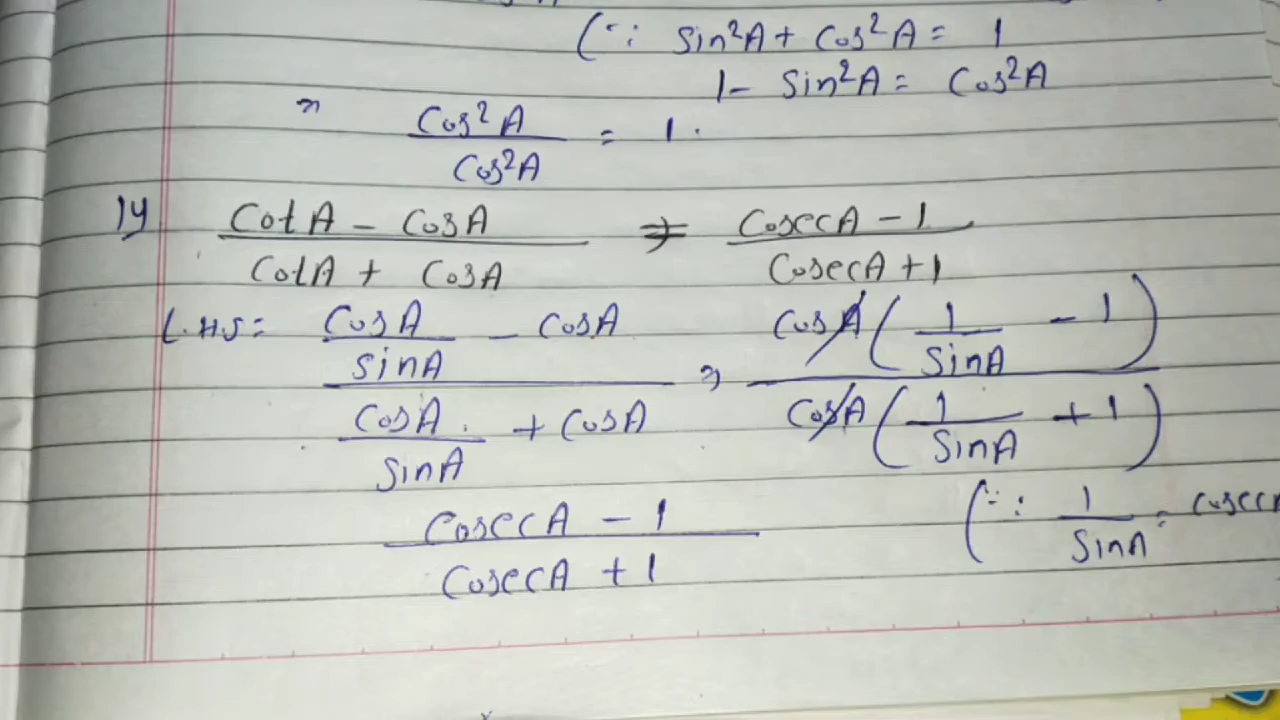 (∵ Sin²A + Cos²A = 1
1 - Sin²A = Cos²A
= Cos²A / Cos²A = 1.
14 CotA - CosA / CotA + CosA ⇒ CosecA - 1 / CosecA + 1
L.HS = CosA / SinA - CosA / CosA / SinA + CosA = CosA (1 / SinA - 1) / CosA (1 / SinA + 1)
CosecA - 1 / CosecA + 1 (∵ 1 / SinA = CosecA